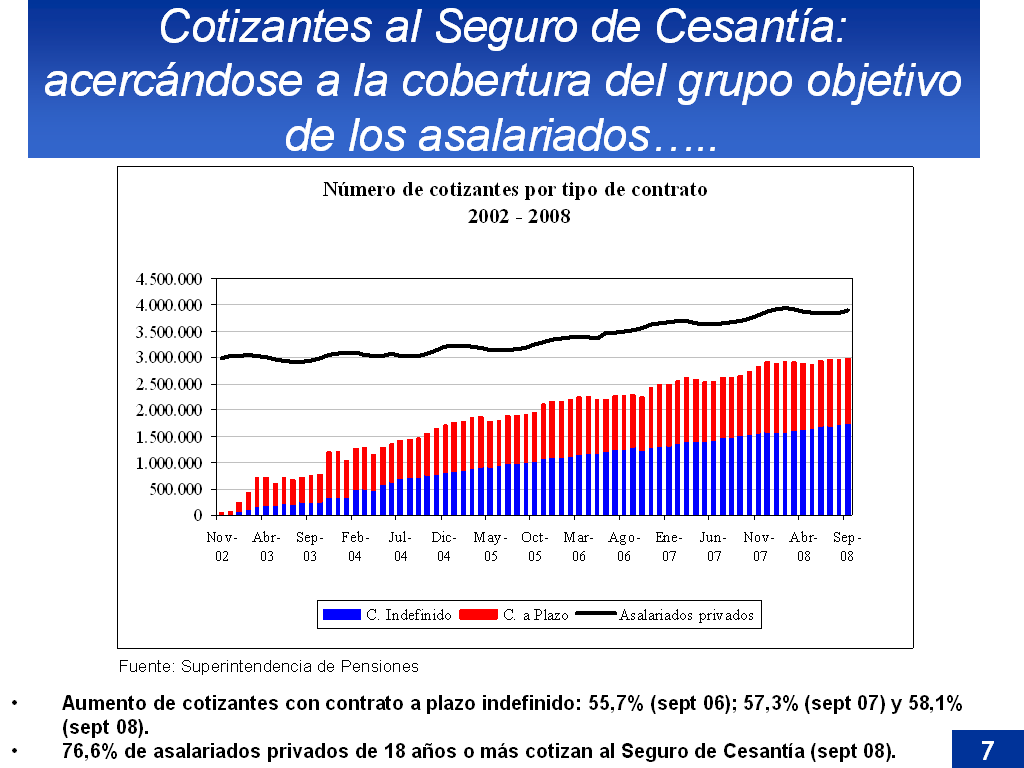 Cotizantes al Seguro de Cesantía:
acercándose a la cobertura del grupo objetivo
de los asalariados…..
Número de cotizantes por tipo de contrato
2002 - 2008
4.500.000
4.000.000
3.500.000
3.000.000
2.500.000
2.000.000
1.500.000
1.000.000
500.000
0
Nov- Abr- Sep- Feb- Jul- Dic- May- Oct- Mar- Ago- Ene- Jun- Nov- Abr- Sep-
02 03 03 04 04 04 05 05 06 06 07 07 07 08 08
C. Indefinido C. a Plazo Asalariados privados
Fuente: Superintendencia de Pensiones
• Aumento de cotizantes con contrato a plazo indefinido: 55,7% (sept 06); 57,3% (sept 07) y 58,1%
(sept 08).
• 76,6% de asalariados privados de 18 años o más cotizan al Seguro de Cesantía (sept 08).
7